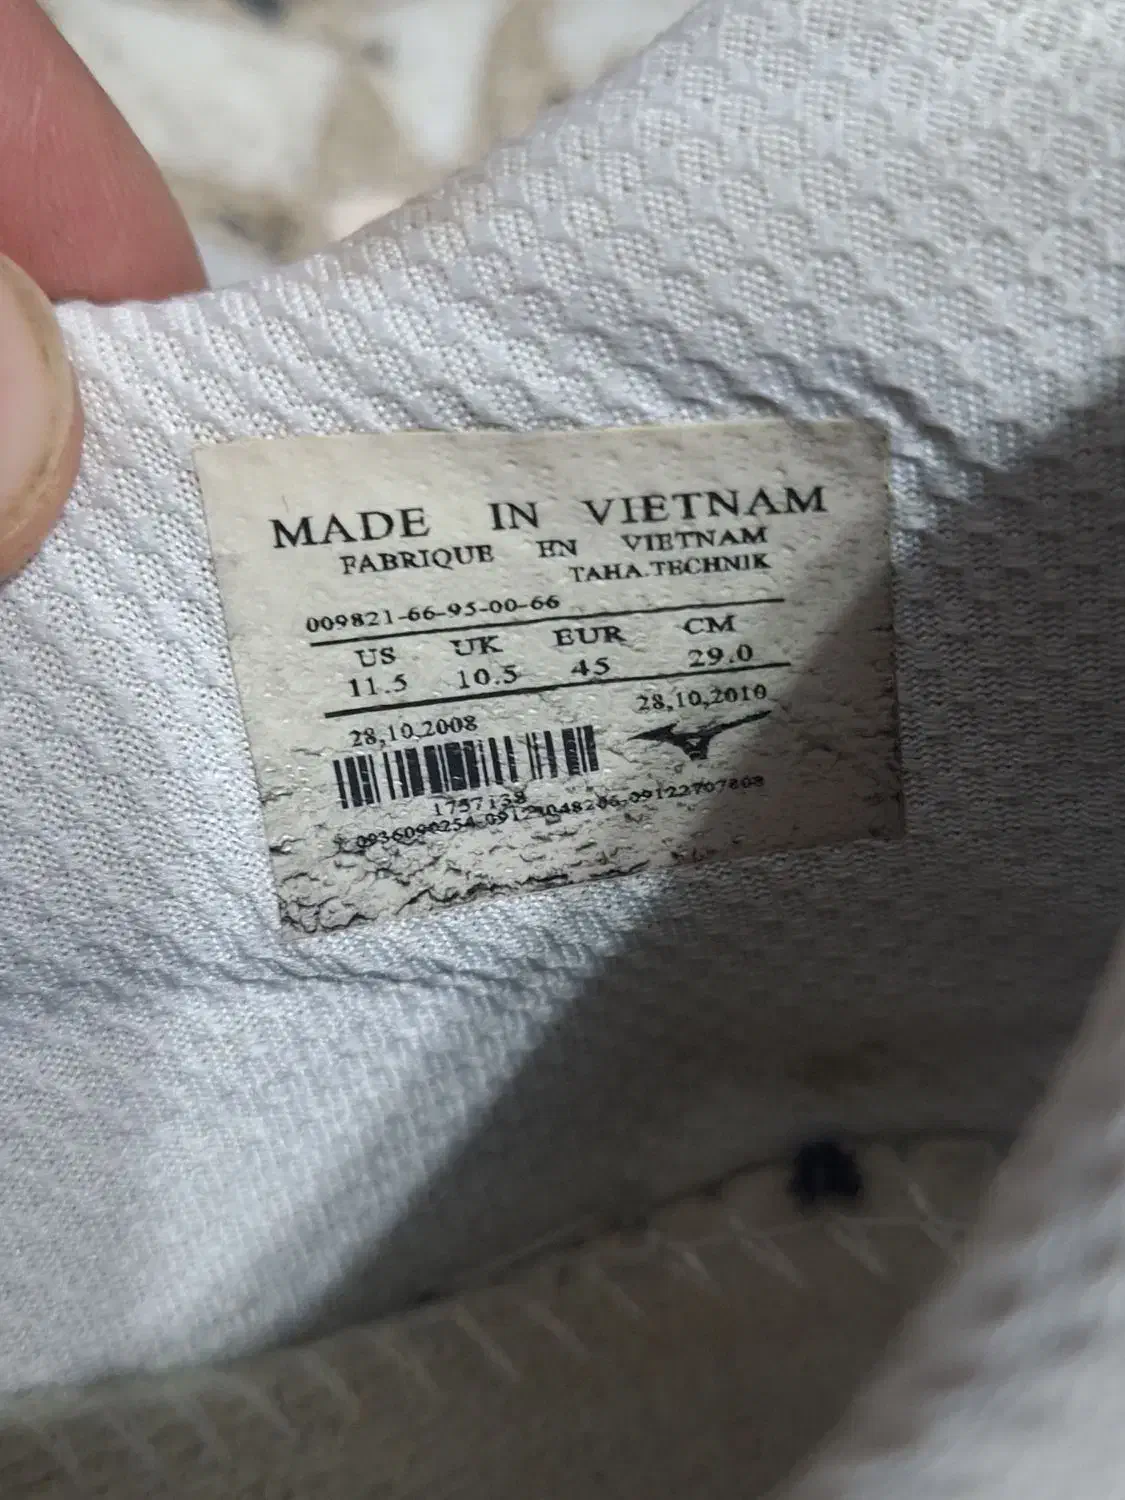 MADE IN VIETNAM
FABRIQUE EN VIETNAM
TAHA.TECHNIK
009821-66-95-00-66
US UK EUR CM
11.5 10.5 45 29.0
28,10,2008 28,10,2010
1757138